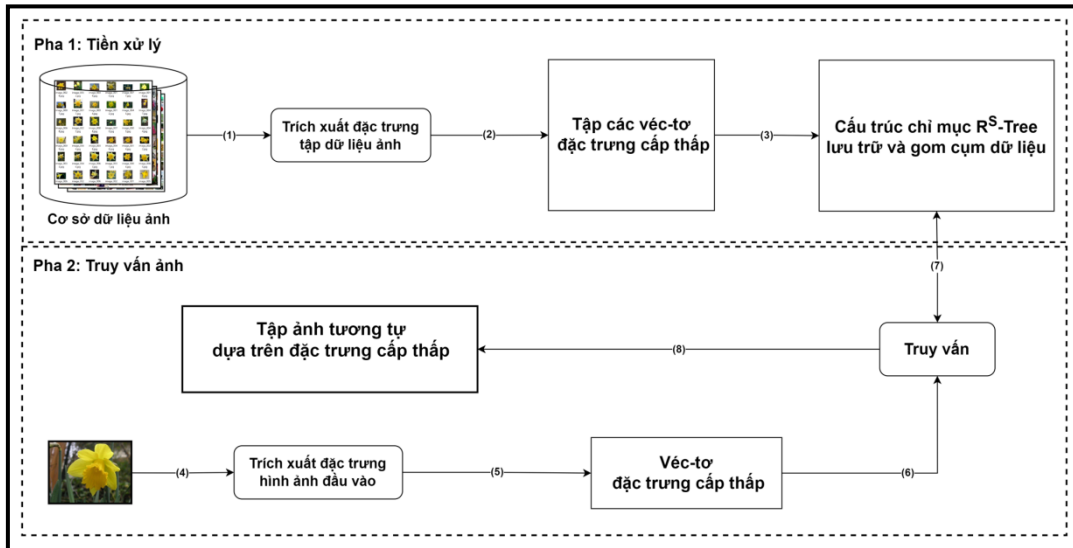 Pha 1: Tiền xử lý
Cơ sở dữ liệu ảnh
(1)
Trích xuất đặc trưng
tập dữ liệu ảnh
(2)
Tập các véc-tơ
đặc trưng cấp thấp
(3)
Cấu trúc chỉ mục R^S-Tree
lưu trữ và gom cụm dữ liệu
(7)
Pha 2: Truy vấn ảnh
Tập ảnh tương tự
dựa trên đặc trưng cấp thấp
(8)
Truy vấn
(4)
Trích xuất đặc trưng
hình ảnh đầu vào
(5)
Véc-tơ
đặc trưng cấp thấp
(6)